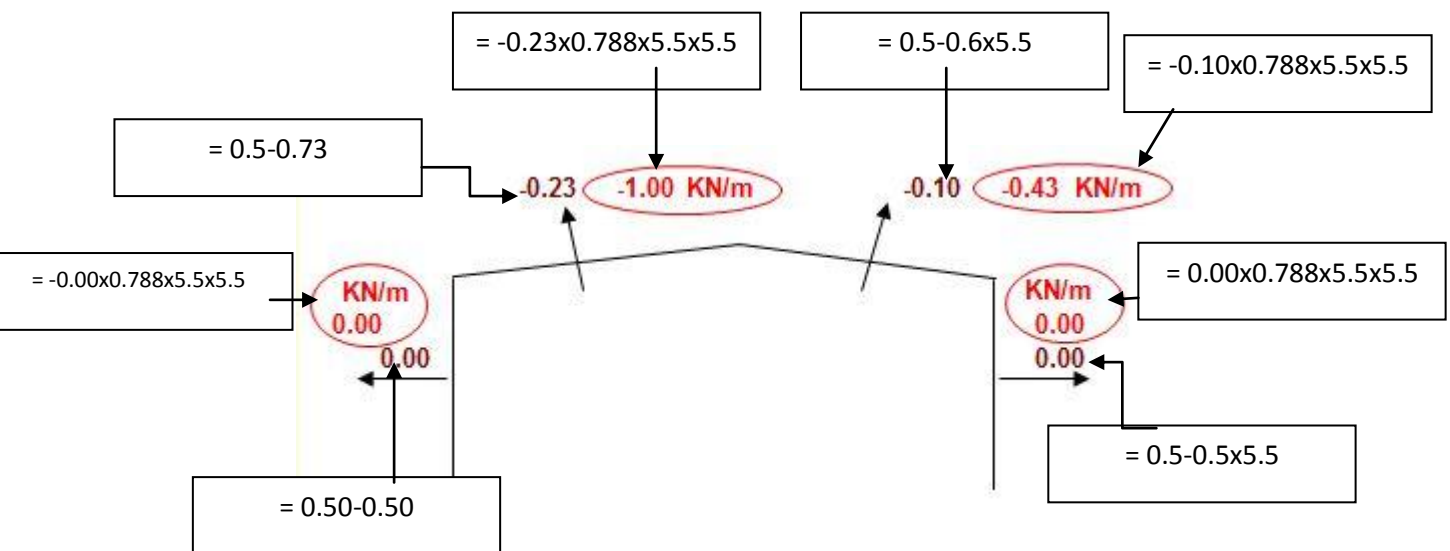 = -0.23x0.788x5.5x5.5
= 0.5-0.6x5.5
= -0.10x0.788x5.5x5.5
= 0.5-0.73
-0.23 -1.00 KN/m
-0.10 -0.43 KN/m
= -0.00x0.788x5.5x5.5
KN/m
0.00
0.00
KN/m
0.00
0.00
= 0.00x0.788x5.5x5.5
= 0.5-0.5x5.5
= 0.50-0.50